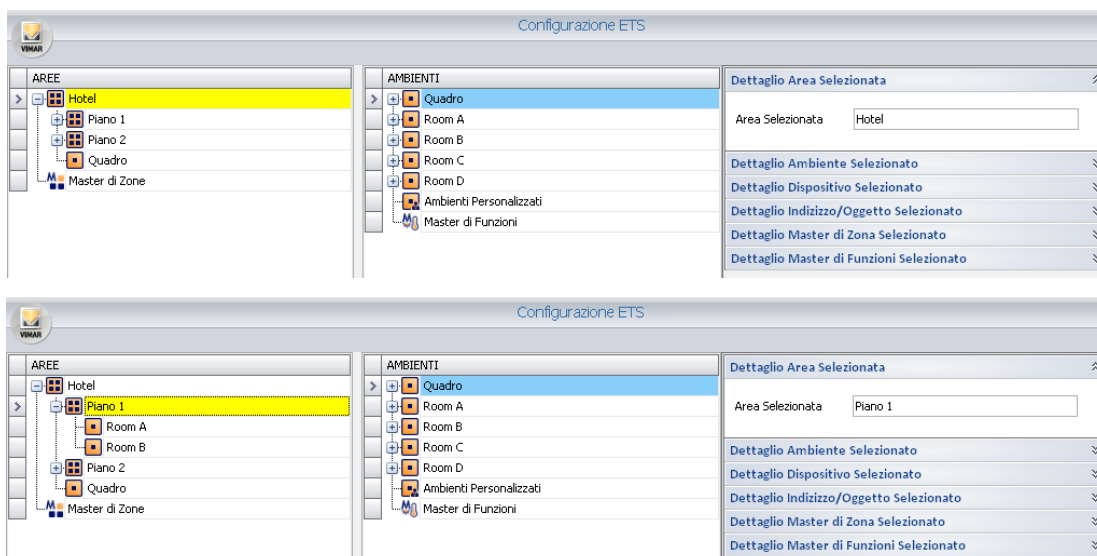 Configurazione ETS
VIMAR
AREE
Hotel
Piano 1
Piano 2
Quadro
Master di Zone
AMBIENTI
Quadro
Room A
Room B
Room C
Room D
Ambienti Personalizzati
Master di Funzioni
Dettaglio Area Selezionata
Area Selezionata Hotel
Dettaglio Ambiente Selezionato
Dettaglio Dispositivo Selezionato
Dettaglio Indizizzo/Oggetto Selezionato
Dettaglio Master di Zona Selezionato
Dettaglio Master di Funzioni Selezionato
Configurazione ETS
VIMAR
AREE
Hotel
Piano 1
Room A
Room B
Piano 2
Quadro
Master di Zone
AMBIENTI
Quadro
Room A
Room B
Room C
Room D
Ambienti Personalizzati
Master di Funzioni
Dettaglio Area Selezionata
Area Selezionata Piano 1
Dettaglio Ambiente Selezionato
Dettaglio Dispositivo Selezionato
Dettaglio Indizizzo/Oggetto Selezionato
Dettaglio Master di Zona Selezionato
Dettaglio Master di Funzioni Selezionato